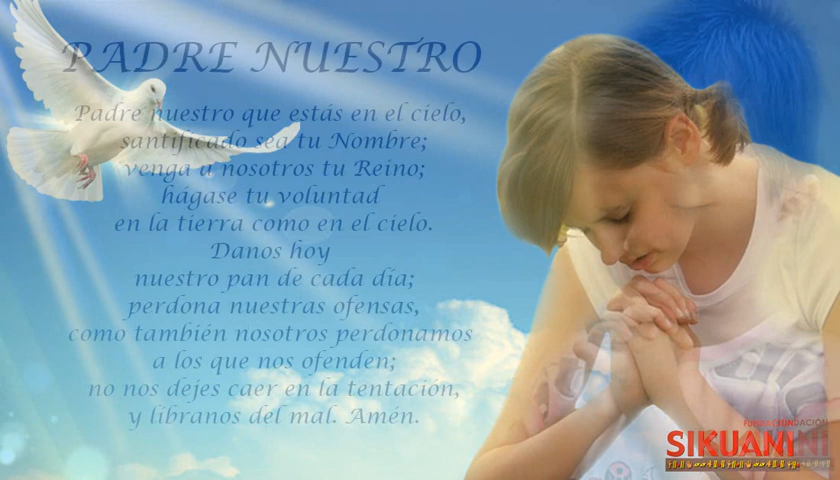 PADRE NUESTRO
Padre nuestro que estás en el cielo,
santificado sea tu Nombre;
venga a nosotros tu Reino;
hágase tu voluntad
en la tierra como en el cielo.
Danos hoy
nuestro pan de cada día;
perdona nuestras ofensas,
como también nosotros perdonamos
a los que nos ofenden;
no nos dejes caer en la tentación,
y líbranos del mal. Amén.
SIKUANI